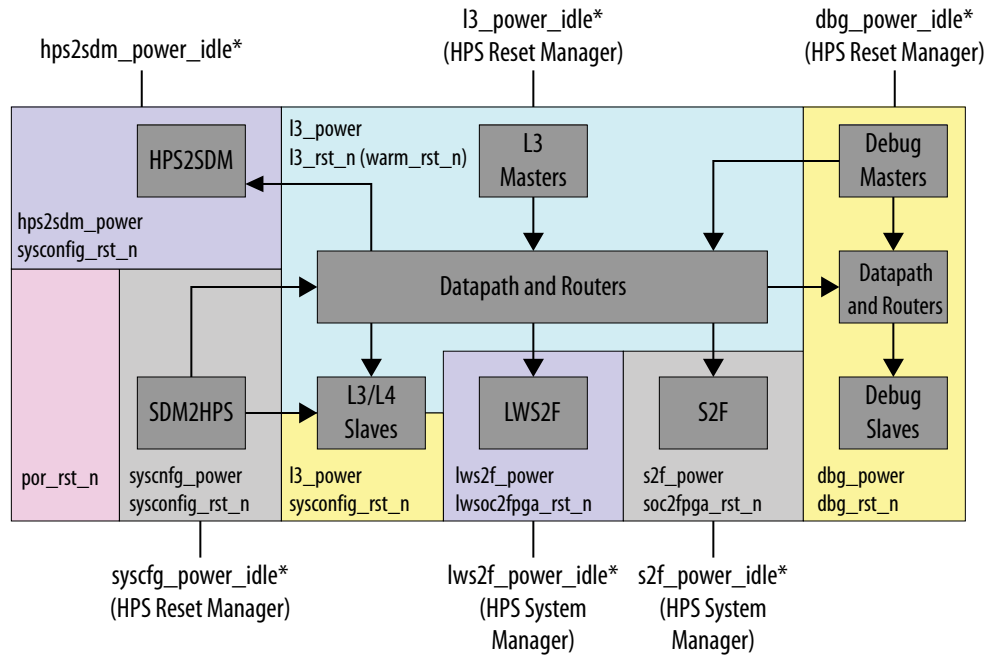 hps2sdm_power_idle*
l3_power_idle*
(HPS Reset Manager)
dbg_power_idle*
(HPS Reset Manager)
HPS2SDM
hps2sdm_power
sysconfig_rst_n
l3_power
l3_rst_n (warm_rst_n)
L3
Masters
Debug
Masters
Datapath and Routers
Datapath
and Routers
SDM2HPS
L3/L4
Slaves
LWS2F
S2F
Debug
Slaves
por_rst_n
syscnfg_power
sysconfig_rst_n
l3_power
sysconfig_rst_n
lws2f_power
lwsoc2fpga_rst_n
s2f_power
soc2fpga_rst_n
dbg_power
dbg_rst_n
syscfg_power_idle*
(HPS Reset Manager)
lws2f_power_idle*
(HPS System
Manager)
s2f_power_idle*
(HPS System
Manager)